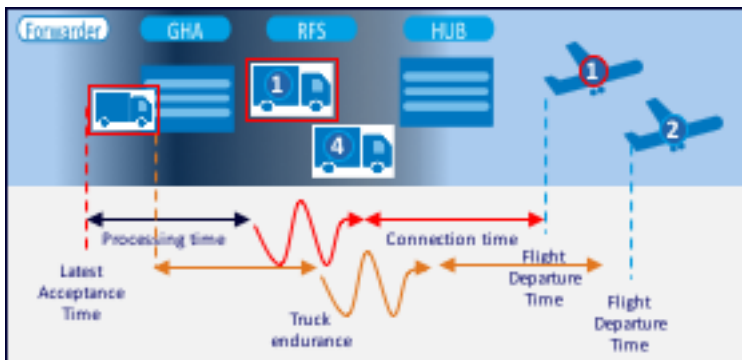 Forwarder
GHA
RFS
HUB
1
1
4
2
Processing time
Connection time
Latest
Acceptance
Time
Truck
endurance
Flight
Departure
Time
Flight
Departure
Time